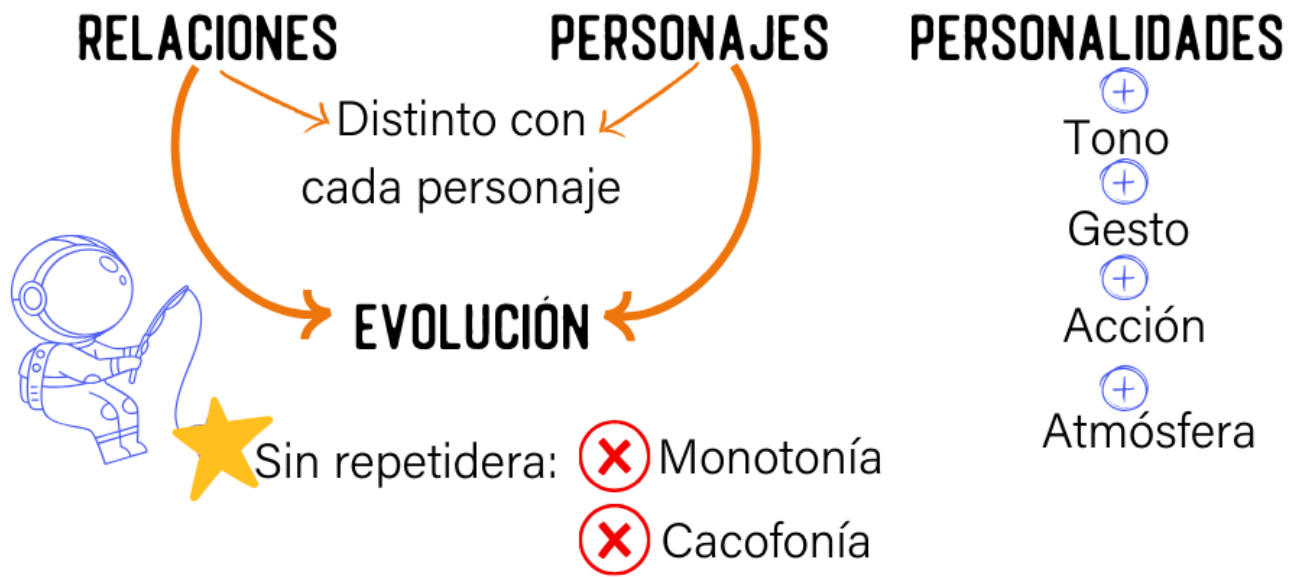 RELACIONES
PERSONAJES
PERSONALIDADES
Distinto con
cada personaje
EVOLUCIÓN
Tono
Gesto
Acción
Atmósfera
Sin repetidera:
Monotonía
Cacofonía